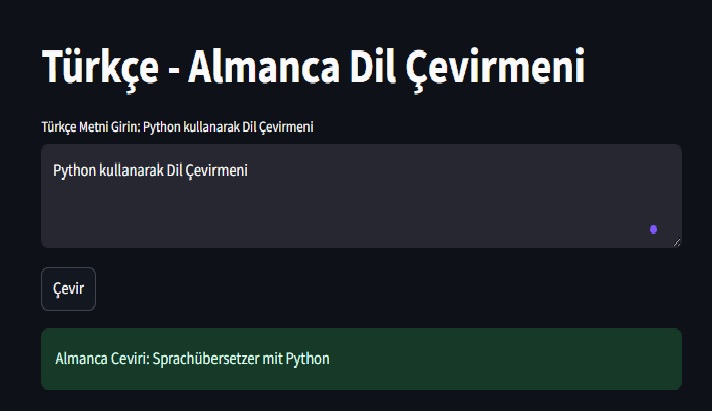 Türkçe - Almanca Dil Çevirmeni
Türkçe Metni Girin: Python kullanarak Dil Çevirmeni
Python kullanarak Dil Çevirmeni
Çevir
Almanca Ceviri: Sprachübersetzer mit Python